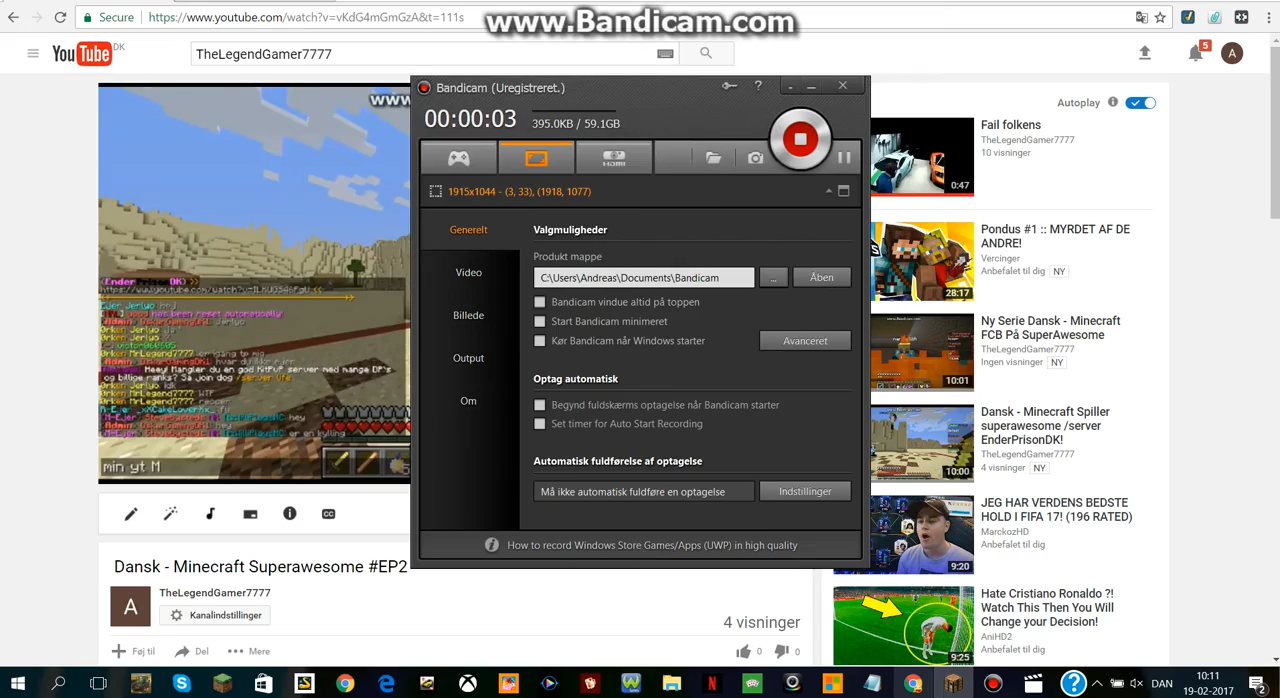 www.Bandicam.com
Secure
https://www.youtube.com/watch?v=vKdG4mGmGzA&t=111s
YouTube DK
TheLegendGamer7777
5
A
www
Bandicam (Uregistreret.)
00:00:03
395.0KB / 59.1GB
HDMI
1915x1044 - (3, 33), (1918, 1077)
Generelt
Video
Billede
Output
Om
Valgmuligheder
Produkt mappe
C:\Users\Andreas\Documents\Bandicam
...
Åben
Bandicam vindue altid på toppen
Start Bandicam minimeret
Kør Bandicam når Windows starter
Avanceret
Optag automatisk
Begynd fuldskærms optagelse når Bandicam starter
Set timer for Auto Start Recording
Automatisk fuldførelse af optagelse
Må ikke automatisk fuldføre en optagelse
Indstillinger
How to record Windows Store Games/Apps (UWP) in high quality
min yt M
Dansk - Minecraft Superawesome #EP2
A
TheLegendGamer7777
Kanalindstillinger
4 visninger
Føj til
Del
Mere
0
0
Autoplay
Fail folkens
TheLegendGamer7777
10 visninger
0:47
Pondus #1 :: MYRDET AF DE
ANDRE!
Vercinger
Anbefalet til dig NY
28:17
Ny Serie Dansk - Minecraft
FCB På SuperAwesome
TheLegendGamer7777
Ingen visninger NY
10:01
Dansk - Minecraft Spiller
superawesome /server
EnderPrisonDK!
TheLegendGamer7777
4 visninger NY
10:00
JEG HAR VERDENS BEDSTE
HOLD I FIFA 17! (196 RATED)
MarckozHD
Anbefalet til dig
9:20
Hate Cristiano Ronaldo ?!
Watch This Then You Will
Change your Decision!
AniHD2
Anbefalet til dig
9:25
DAN
10:11
19-02-2017